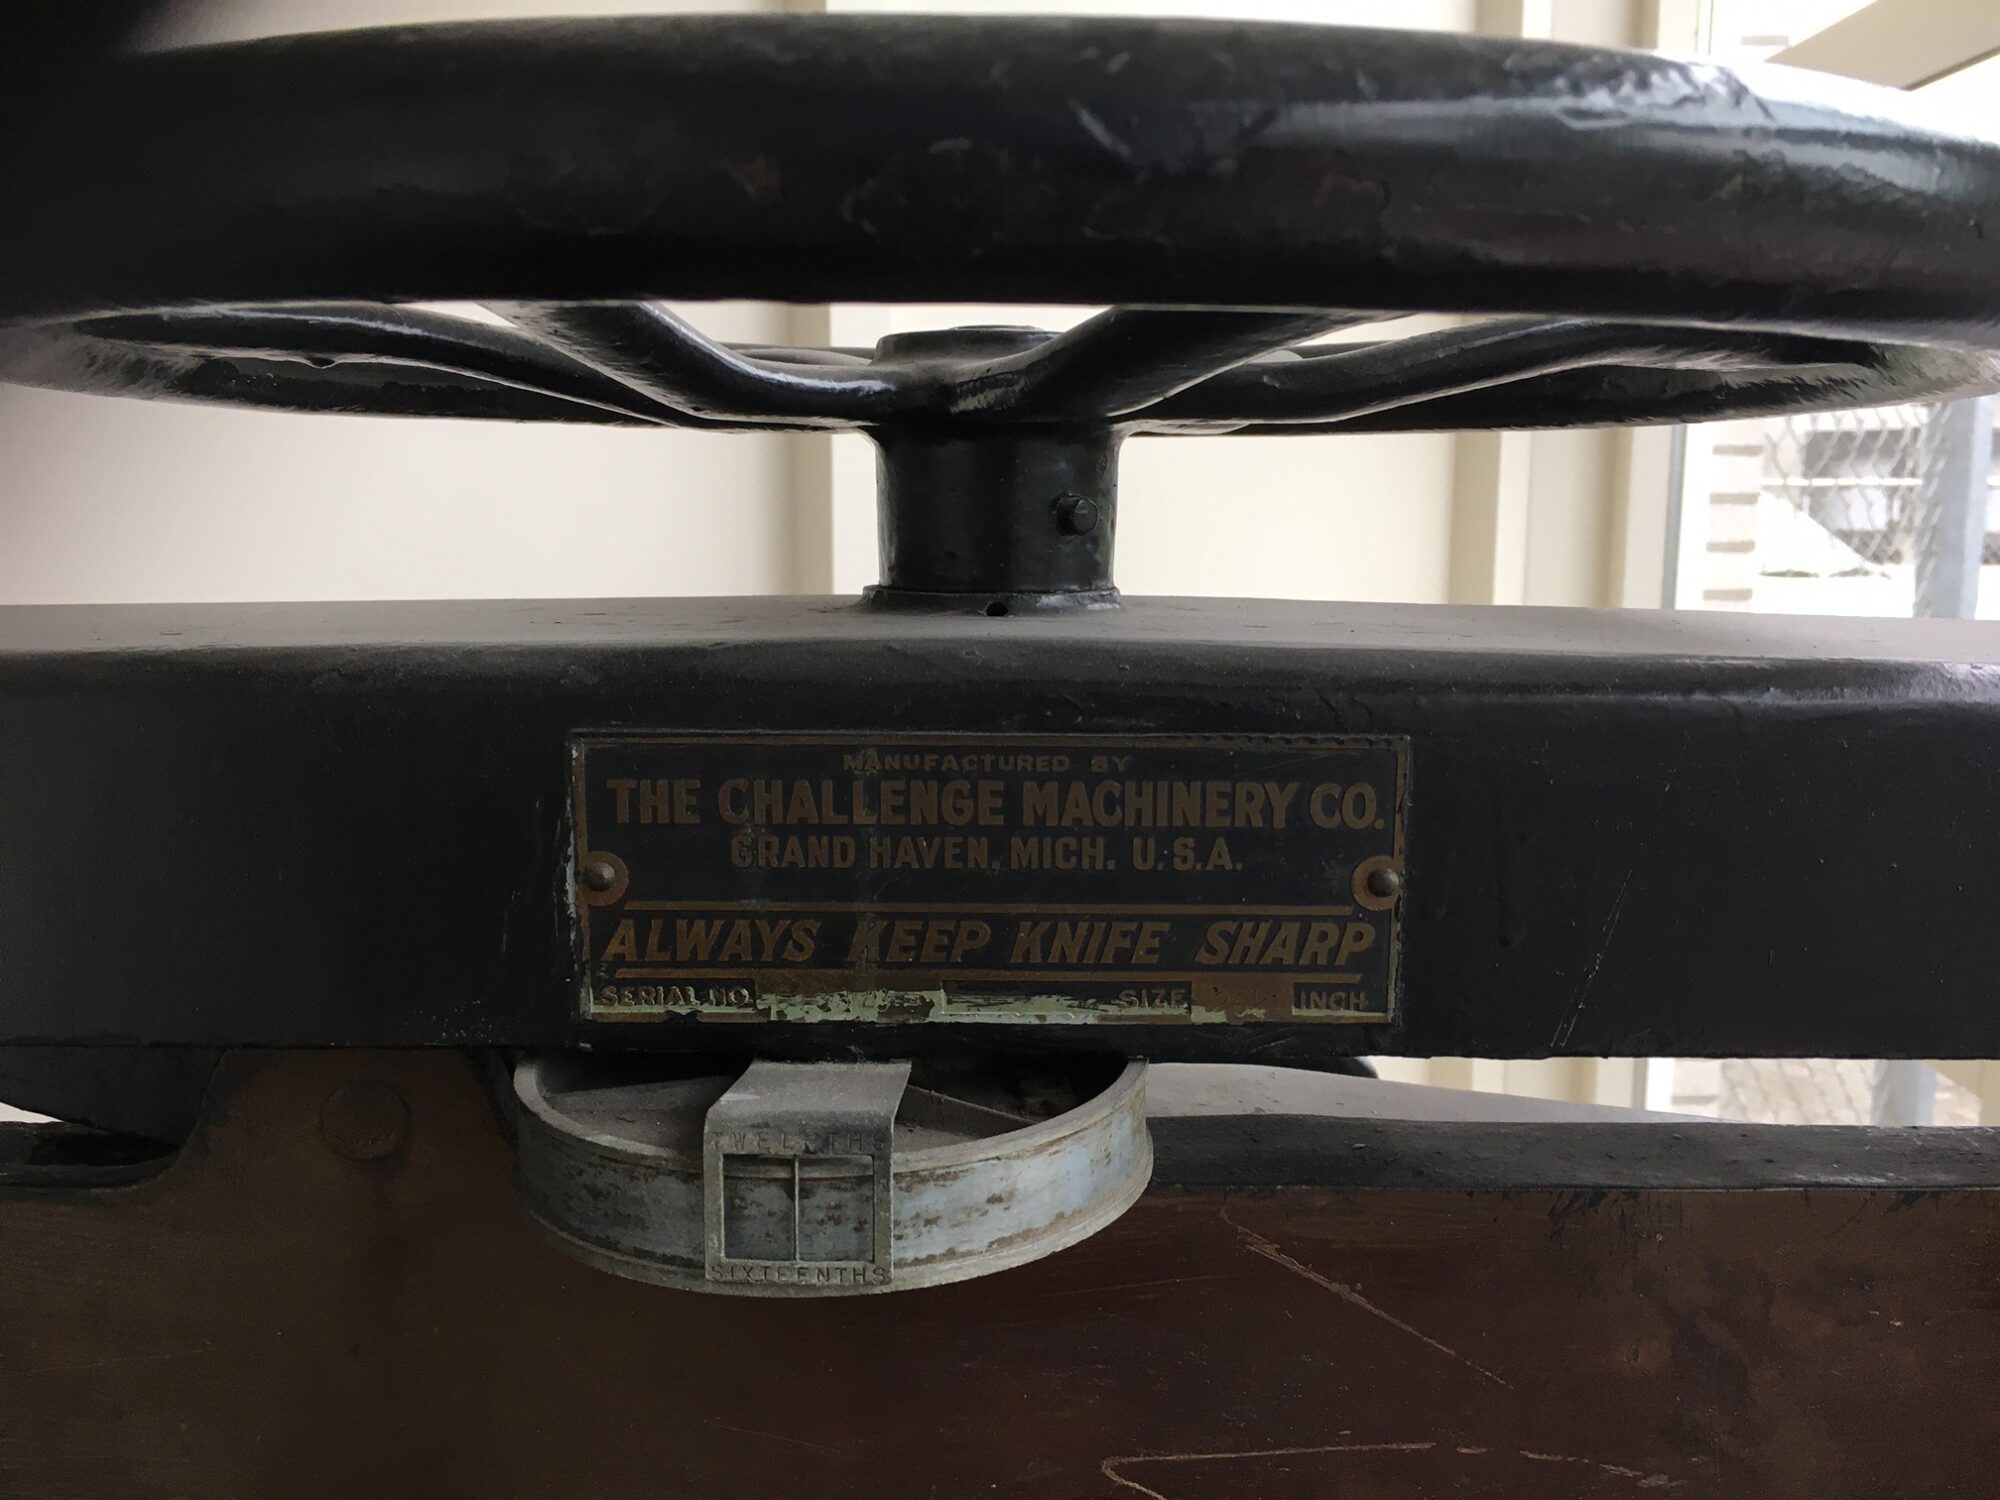 MANUFACTURED BY
THE CHALLENGE MACHINERY CO.
GRAND HAVEN, MICH. U.S.A.
ALWAYS KEEP KNIFE SHARP
SERIAL NO. SIZE INCH
TWELFTHS
SIXTEENTHS